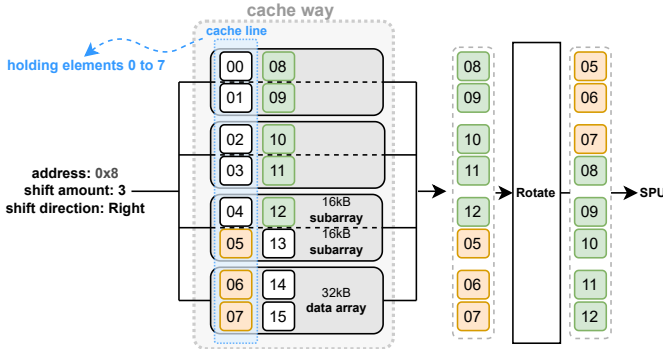 cache way
cache line
holding elements 0 to 7
address: 0x8
shift amount: 3
shift direction: Right
00 08
01 09
02 10
03 11
04 12 16kB
subarray
05 13 16kB
subarray
06 14
07 15
32kB
data array
08
09
10
11
12
05
06
07
Rotate
05
06
07
08
09
10
11
12
SPU